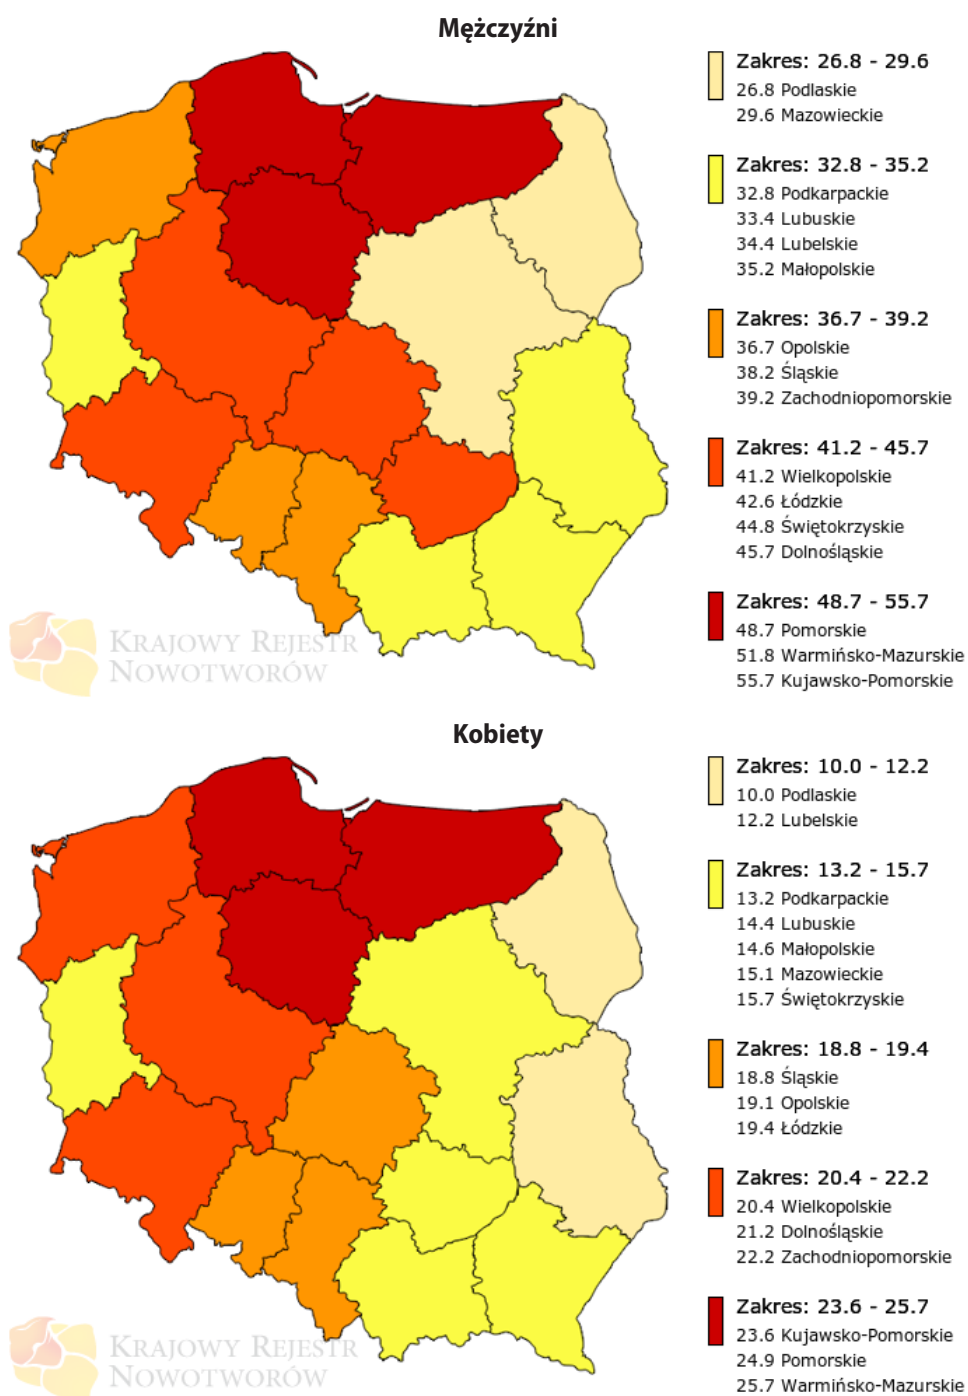 Mężczyźni
Zakres: 26.8 - 29.6
26.8 Podlaskie
29.6 Mazowieckie
Zakres: 32.8 - 35.2
32.8 Podkarpackie
33.4 Lubuskie
34.4 Lubelskie
35.2 Małopolskie
Zakres: 36.7 - 39.2
36.7 Opolskie
38.2 Śląskie
39.2 Zachodniopomorskie
Zakres: 41.2 - 45.7
41.2 Wielkopolskie
42.6 Łódzkie
44.8 Świętokrzyskie
45.7 Dolnośląskie
Zakres: 48.7 - 55.7
48.7 Pomorskie
51.8 Warmińsko-Mazurskie
55.7 Kujawsko-Pomorskie
Krajowy Rejestr
Nowotworów
Kobiety
Zakres: 10.0 - 12.2
10.0 Podlaskie
12.2 Lubelskie
Zakres: 13.2 - 15.7
13.2 Podkarpackie
14.4 Lubuskie
14.6 Małopolskie
15.1 Mazowieckie
15.7 Świętokrzyskie
Zakres: 18.8 - 19.4
18.8 Śląskie
19.1 Opolskie
19.4 Łódzkie
Zakres: 20.4 - 22.2
20.4 Wielkopolskie
21.2 Dolnośląskie
22.2 Zachodniopomorskie
Zakres: 23.6 - 25.7
23.6 Kujawsko-Pomorskie
24.9 Pomorskie
25.7 Warmińsko-Mazurskie
Krajowy Rejestr
Nowotworów